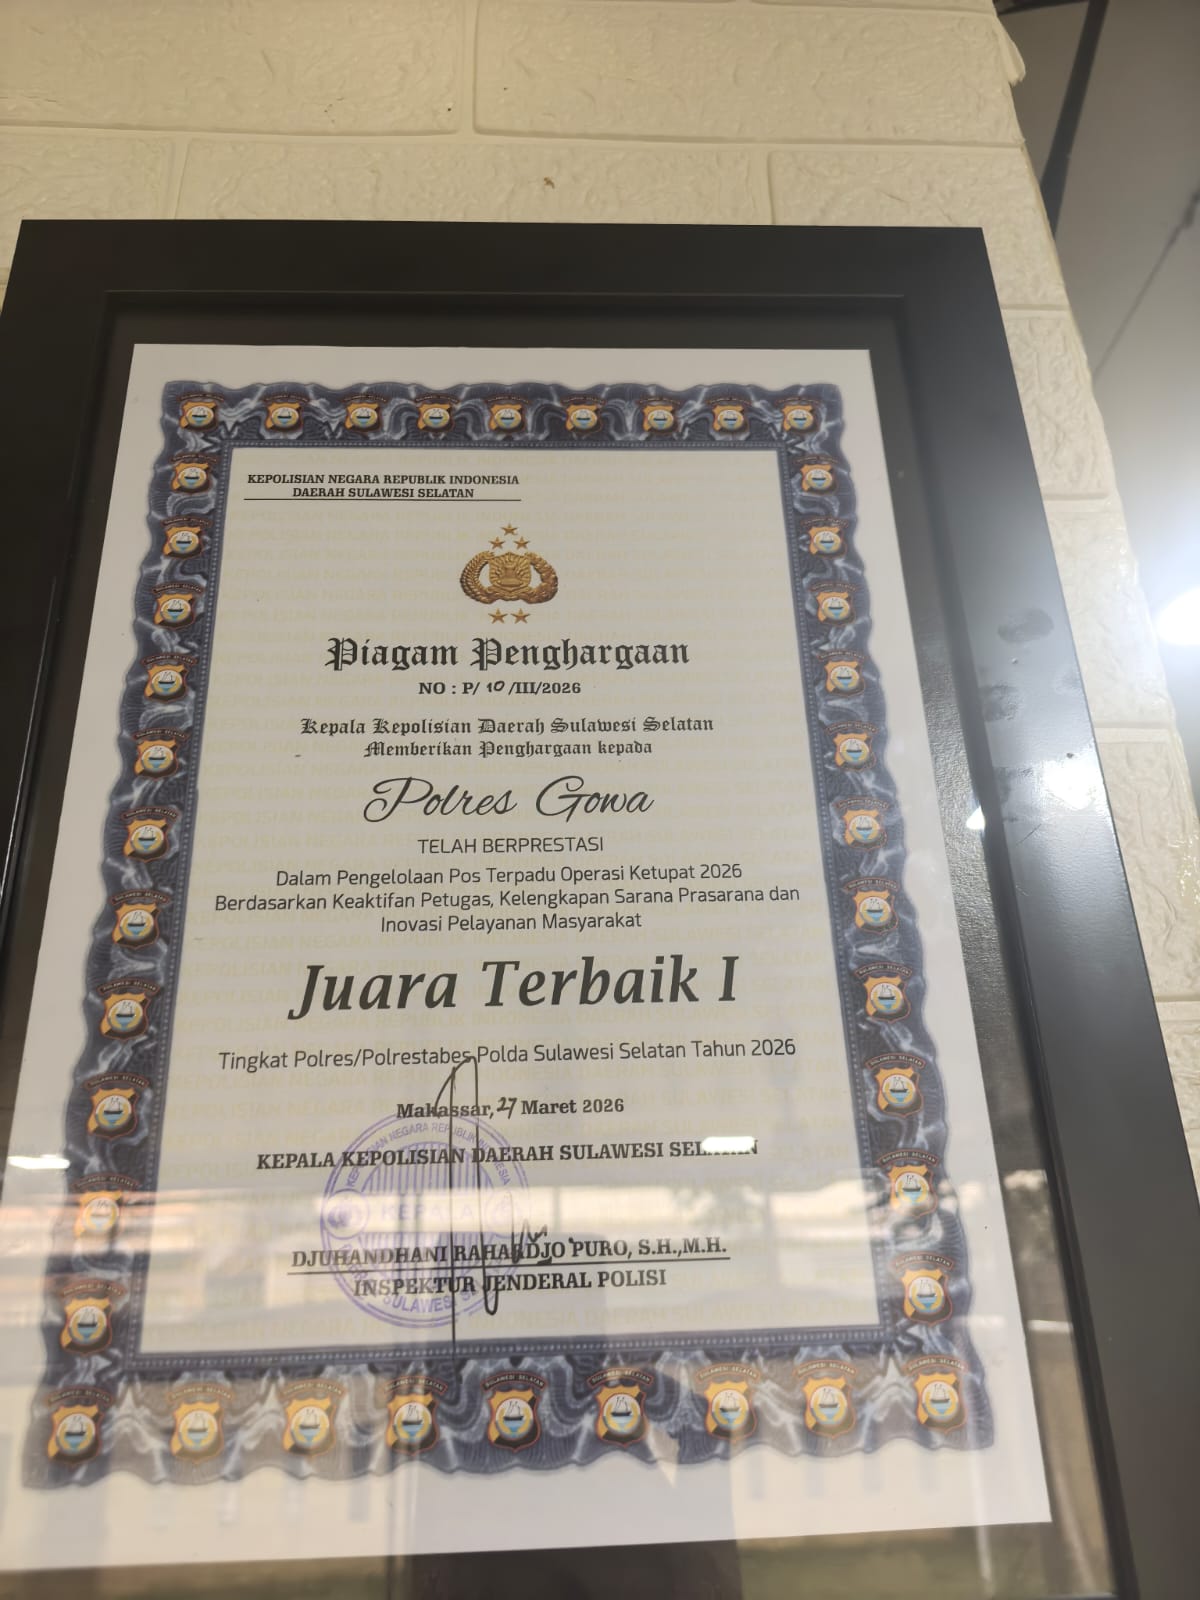 KEPOLISIAN NEGARA REPUBLIK INDONESIA
DAERAH SULAWESI SELATAN
Piagam Penghargaan
NO : P/ 10 /III/2026
Kepala Kepolisian Daerah Sulawesi Selatan
Memberikan Penghargaan kepada
Polres Gowa
TELAH BERPRESTASI
Dalam Pengelolaan Pos Terpadu Operasi Ketupat 2026
Berdasarkan Keaktifan Petugas, Kelengkapan Sarana Prasarana dan
Inovasi Pelayanan Masyarakat
Juara Terbaik I
Tingkat Polres/Polrestabes Polda Sulawesi Selatan Tahun 2026
Makassar, 27 Maret 2026
KEPALA KEPOLISIAN DAERAH SULAWESI SELATAN
KEPALA
DJUHANDHANI RAHARDJO PURO, S.H.,M.H.
INSPEKTUR JENDERAL POLISI